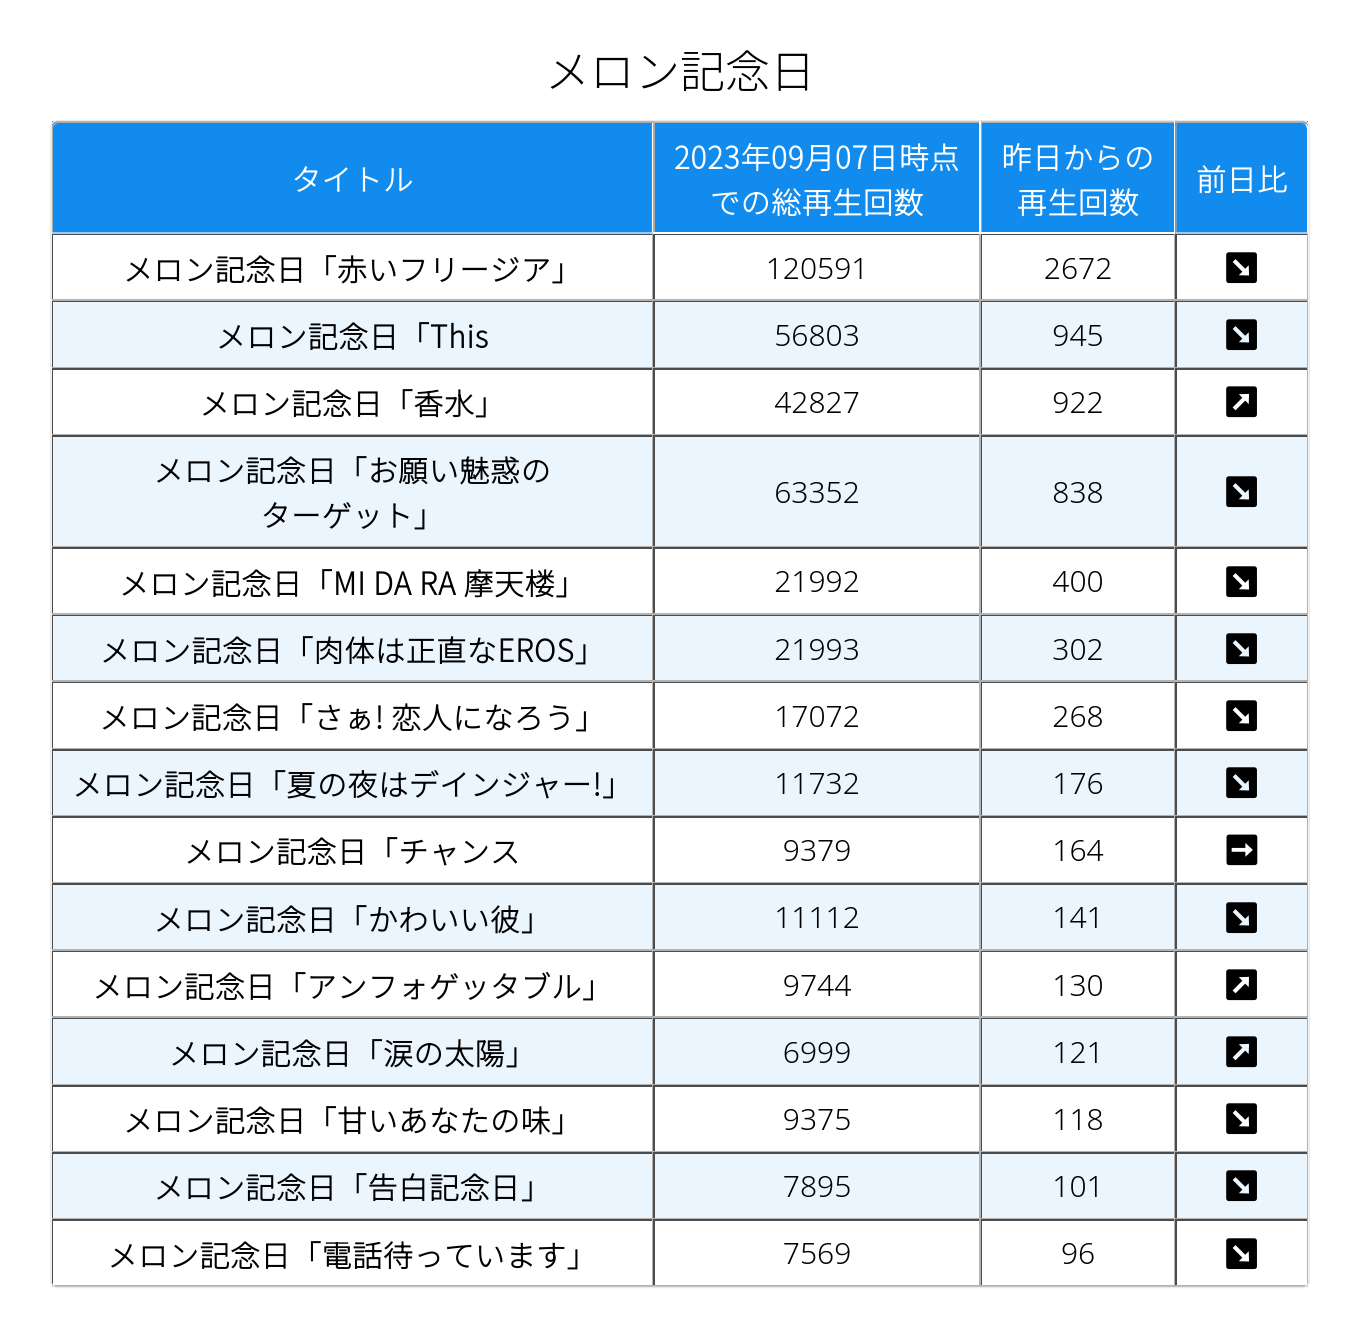 メロン記念日
タイトル
2023年09月07日時点
での総再生回数
昨日からの
再生回数
前日比
メロン記念日「赤いフリージア」 120591 2672 ↘
メロン記念日「This 56803 945 ↘
メロン記念日「香水」 42827 922 ↗
メロン記念日「お願い魅惑の
ターゲット」 63352 838 ↘
メロン記念日「MI DA RA 摩天楼」 21992 400 ↘
メロン記念日「肉体は正直なEROS」 21993 302 ↘
メロン記念日「さぁ! 恋人になろう」 17072 268 ↘
メロン記念日「夏の夜はデインジャー!」 11732 176 ↘
メロン記念日「チャンス 9379 164 →
メロン記念日「かわいい彼」 11112 141 ↘
メロン記念日「アンフォゲッタブル」 9744 130 ↗
メロン記念日「涙の太陽」 6999 121 ↗
メロン記念日「甘いあなたの味」 9375 118 ↘
メロン記念日「告白記念日」 7895 101 ↘
メロン記念日「電話待っています」 7569 96 ↘